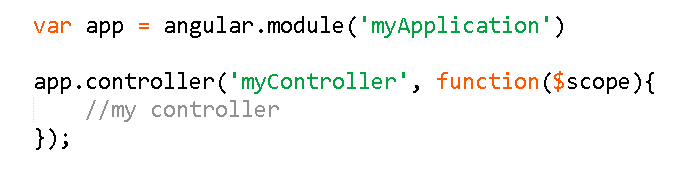 var app = angular.module('myApplication')
app.controller('myController', function($scope){
//my controller
});